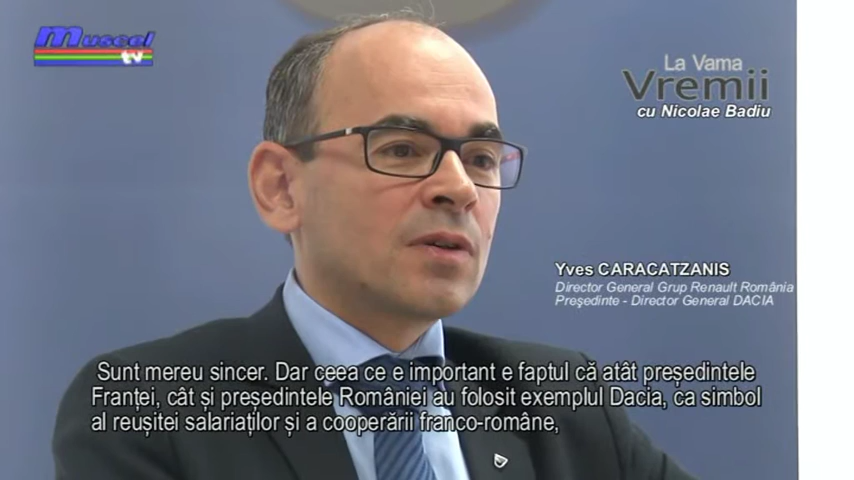 Muscel
tv
La Vama
Vremii
cu Nicolae Badiu
Yves CARACATZANIS
Director General Grup Renault România
Preşedinte - Director General DACIA
Sunt mereu sincer. Dar ceea ce e important e faptul că atât președintele
Franței, cât și președintele României au folosit exemplul Dacia, ca simbol
al reușitei salariaților și a cooperării franco-române,